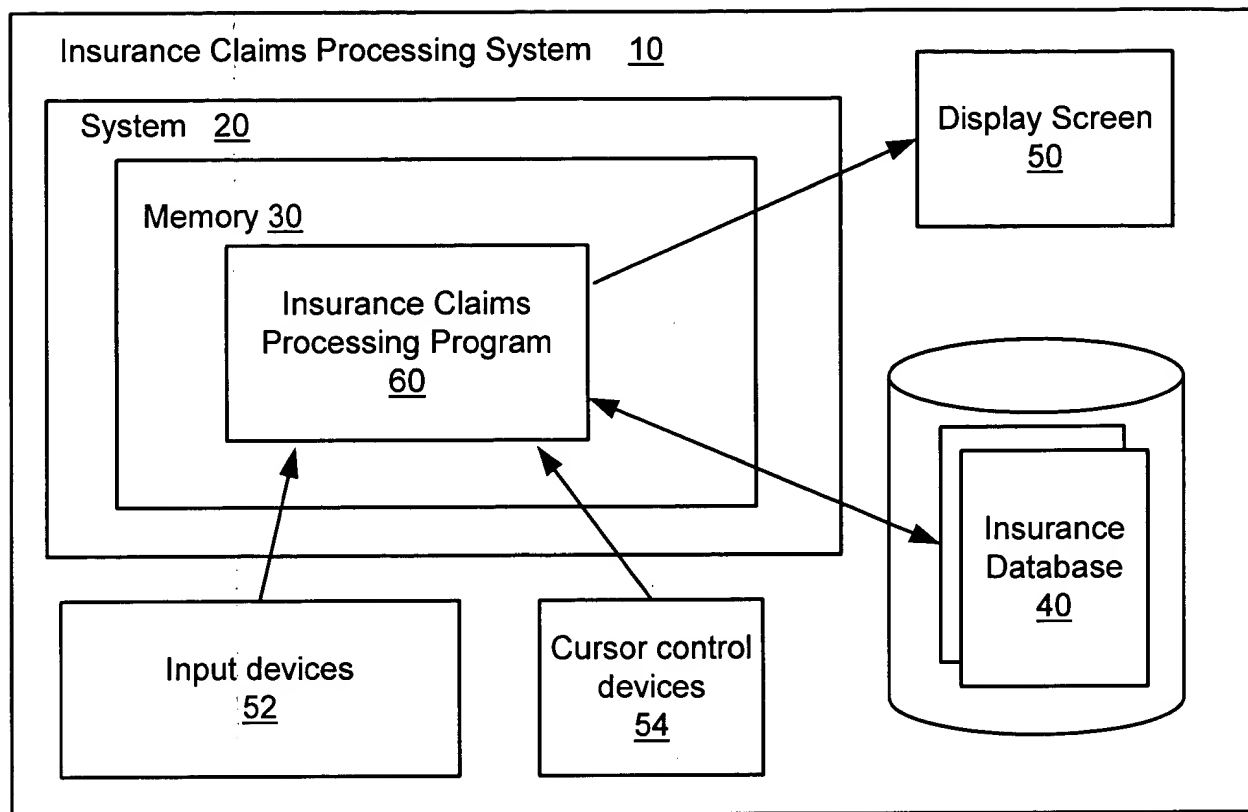 Insurance Claims Processing System 10
System 20
Memory 30
Insurance Claims
Processing Program
60
Display Screen
50
Insurance
Database
40
Input devices
52
Cursor control
devices
54